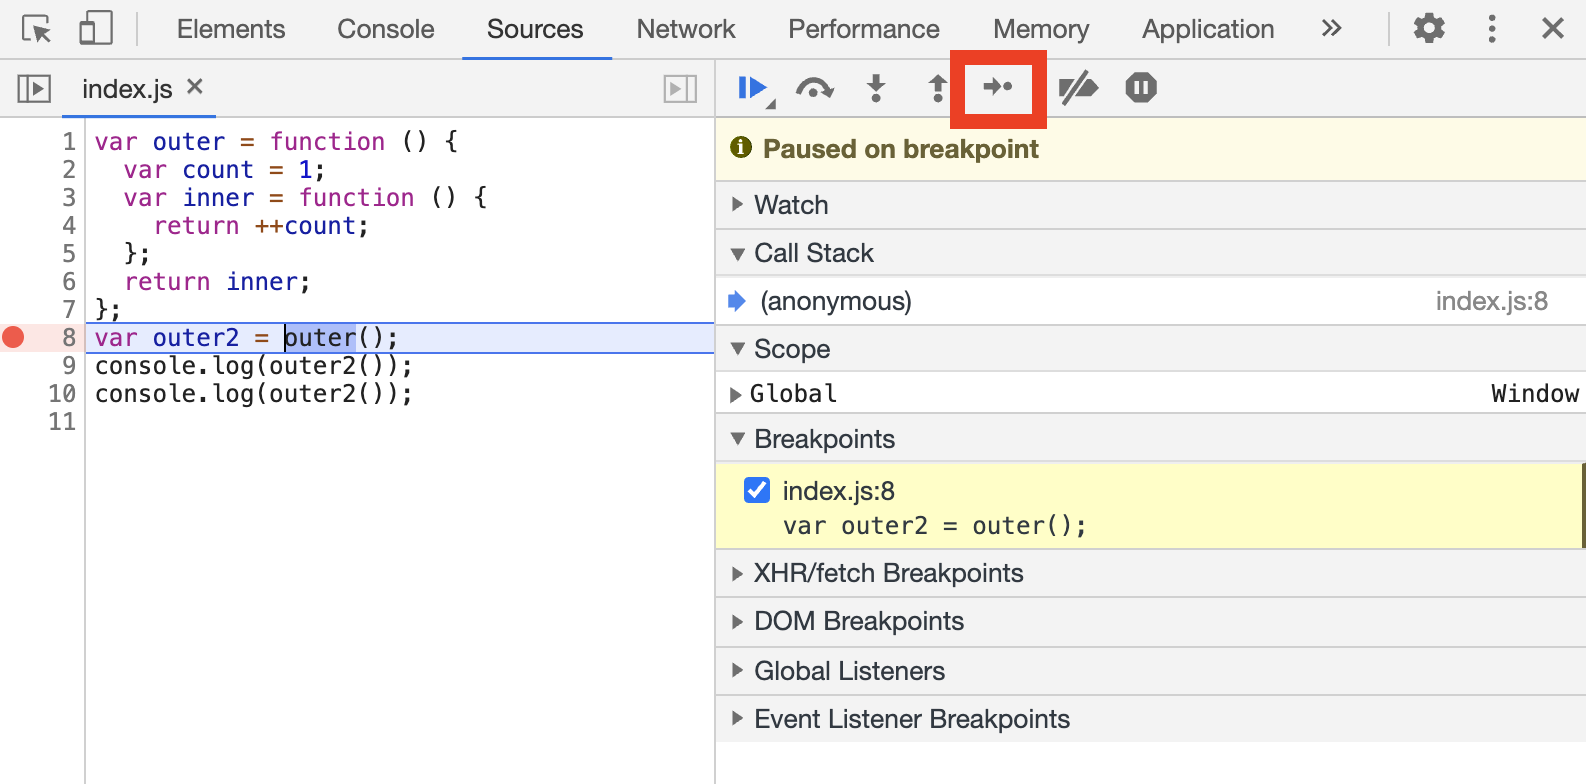 Elements Console Sources Network Performance Memory Application
index.js
1 var outer = function () {
2 var count = 1;
3 var inner = function () {
4 return ++count;
5 };
6 return inner;
7 };
8 var outer2 = outer();
9 console.log(outer2());
10 console.log(outer2());
11
Paused on breakpoint
Watch
Call Stack
(anonymous) index.js:8
Scope
Global Window
Breakpoints
index.js:8
var outer2 = outer();
XHR/fetch Breakpoints
DOM Breakpoints
Global Listeners
Event Listener Breakpoints